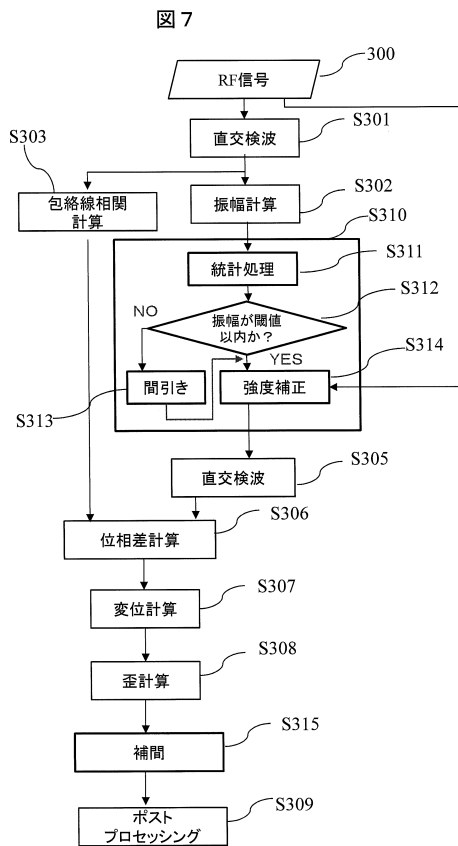 図7
RF信号
300
直交検波
S301
S303
包絡線相関
計算
振幅計算
S302
S310
統計処理
S311
振幅が閾値
以内か?
S312
NO
YES
間引き
S313
強度補正
S314
直交検波
S305
位相差計算
S306
変位計算
S307
歪計算
S308
補間
S315
ポスト
プロセッシング
S309